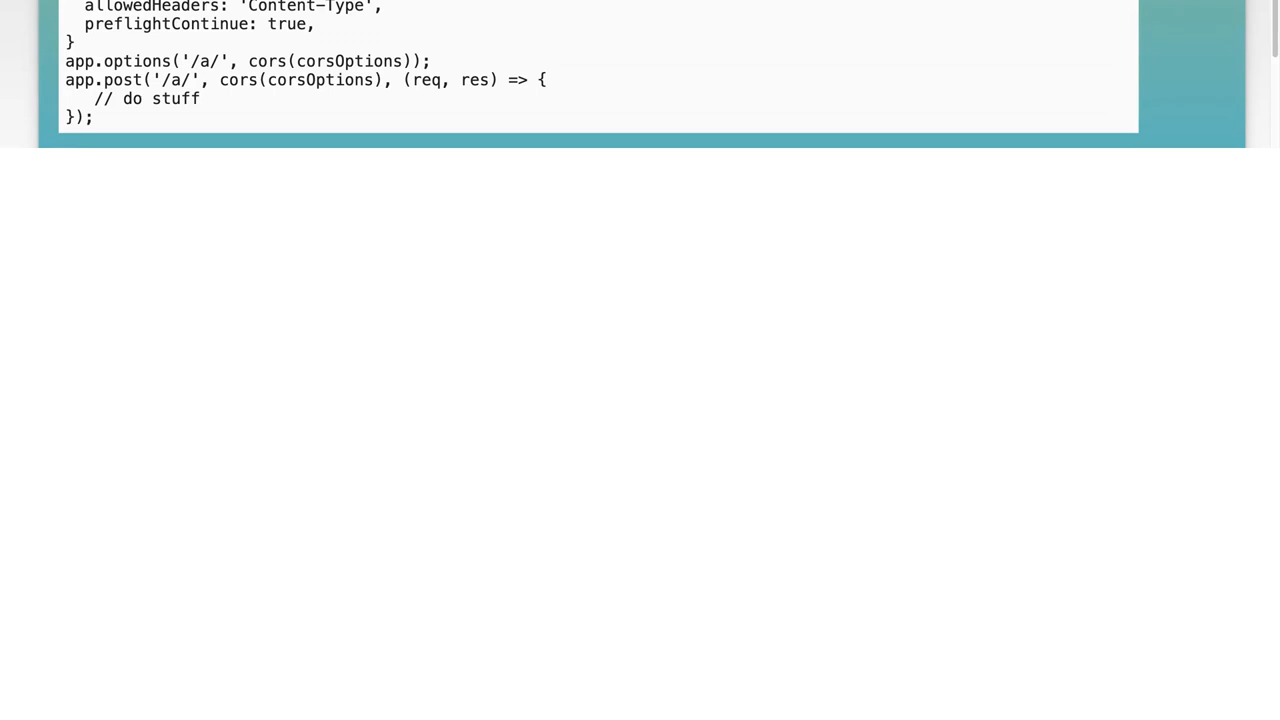 allowedHeaders: 'Content-Type',
preflightContinue: true,
}
app.options('/a/', cors(corsOptions));
app.post('/a/', cors(corsOptions), (req, res) => {
// do stuff
});